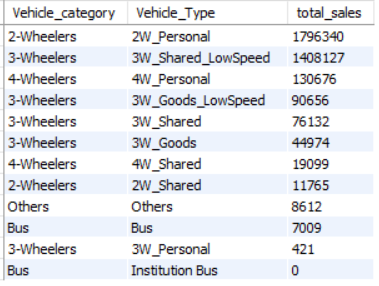 Vehicle_category Vehicle_Type total_sales
2-Wheelers 2W_Personal 1796340
3-Wheelers 3W_Shared_LowSpeed 1408127
4-Wheelers 4W_Personal 130676
3-Wheelers 3W_Goods_LowSpeed 90656
3-Wheelers 3W_Shared 76132
3-Wheelers 3W_Goods 44974
4-Wheelers 4W_Shared 19099
2-Wheelers 2W_Shared 11765
Others Others 8612
Bus Bus 7009
3-Wheelers 3W_Personal 421
Bus Institution Bus 0